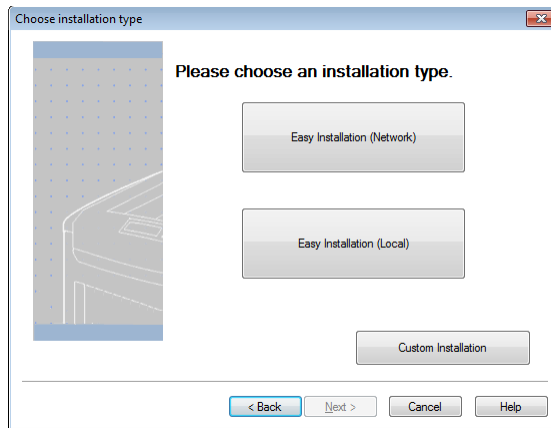 Choose installation type
Please choose an installation type.
Easy Installation (Network)
Easy Installation (Local)
Custom Installation
< Back
Next >
Cancel
Help